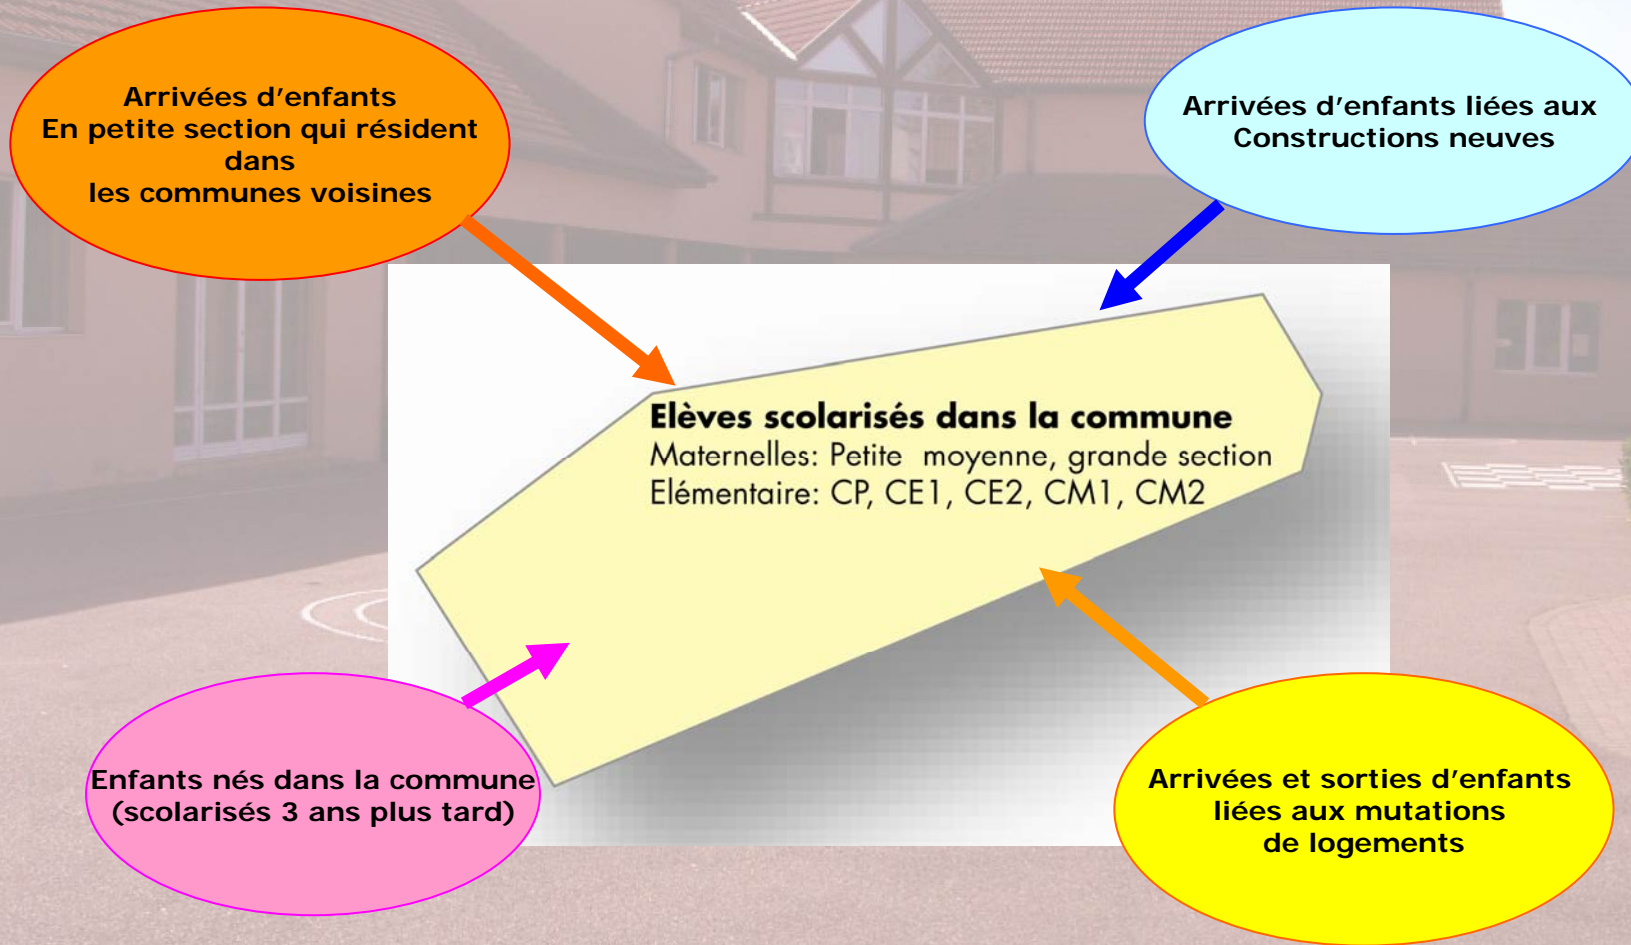 Arrivées d'enfants
En petite section qui résident
dans
les communes voisines
Arrivées d'enfants liées aux
Constructions neuves
Elèves scolarisés dans la commune
Maternelles: Petite moyenne, grande section
Elémentaire: CP, CE1, CE2, CM1, CM2
Enfants nés dans la commune
(scolarisés 3 ans plus tard)
Arrivées et sorties d'enfants
liées aux mutations
de logements